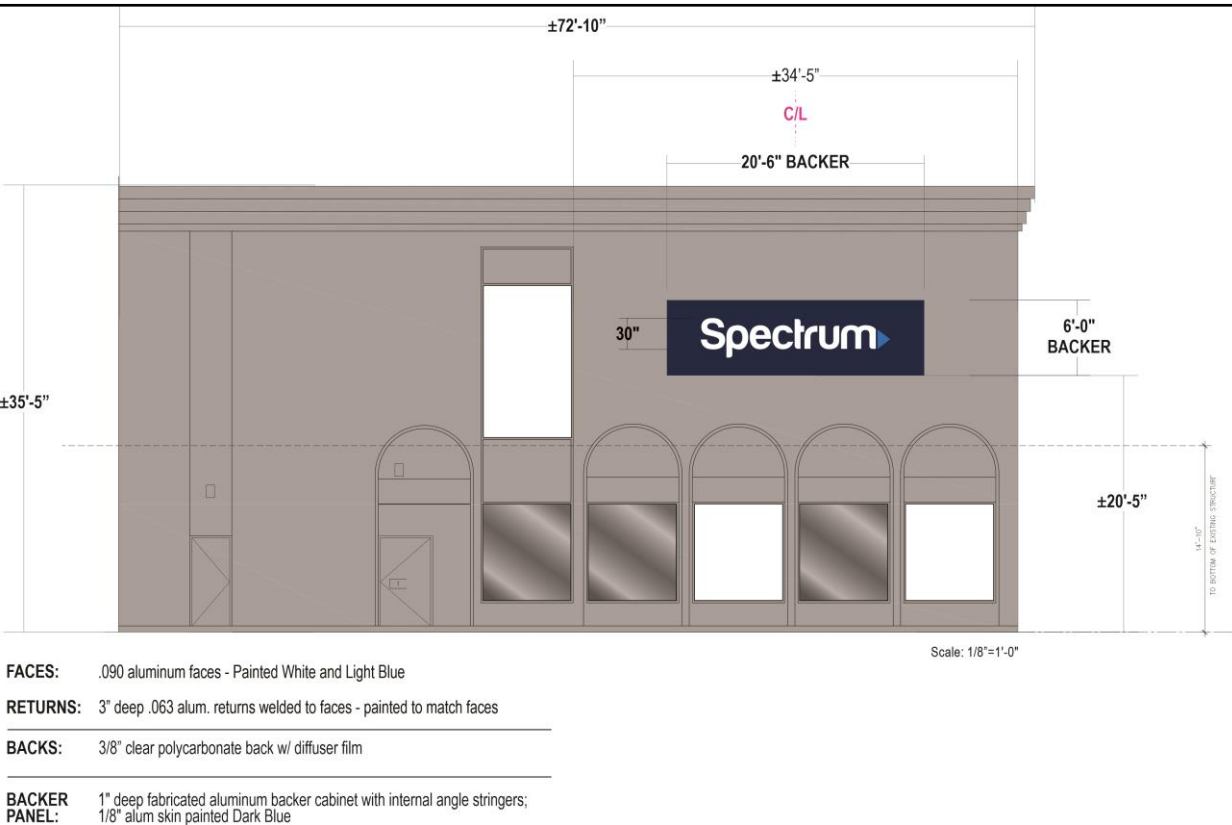 ±72'-10”
±34'-5”
C/L
20'-6" BACKER
Spectrum
30"
6'-0"
BACKER
±35'-5”
±20'-5”
14'-10"
TO BOTTOM OF EXISTING STRUCTURE
Scale: 1/8"=1'-0"
FACES: .090 aluminum faces - Painted White and Light Blue
RETURNS: 3” deep .063 alum. returns welded to faces - painted to match faces
BACKS: 3/8” clear polycarbonate back w/ diffuser film
BACKER PANEL: 1" deep fabricated aluminum backer cabinet with internal angle stringers;
1/8" alum skin painted Dark Blue